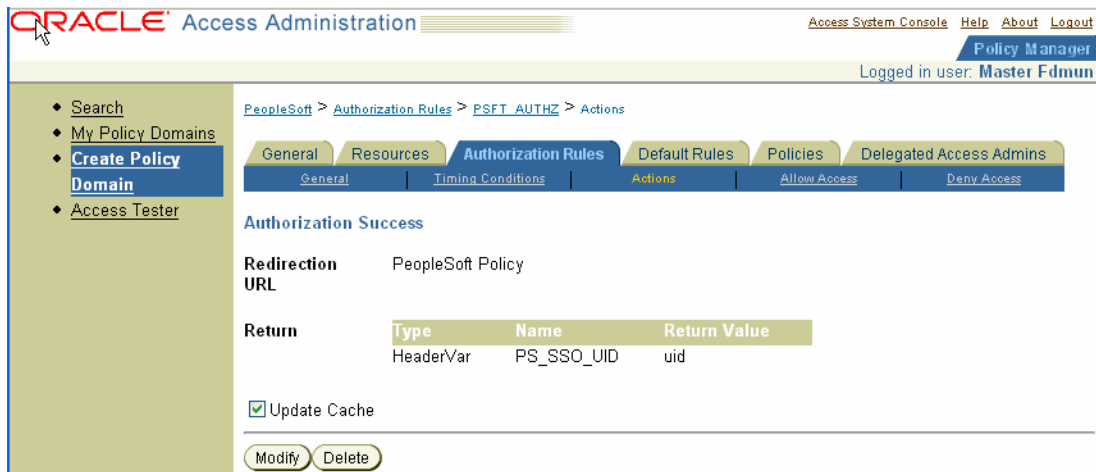 ORACLE Access Administration
Access System Console Help About Logout
Policy Manager
Logged in user: Master Fdmun
Search
My Policy Domains
Create Policy
Domain
Access Tester
PeopleSoft > Authorization Rules > PSFT_AUTHZ > Actions
General Resources Authorization Rules Default Rules Policies Delegated Access Admins
General Timing Conditions Actions Allow Access Deny Access
Authorization Success
Redirection PeopleSoft Policy
URL
Return Type Name Return Value
HeaderVar PS_SSO_UID uid
Update Cache
Modify Delete